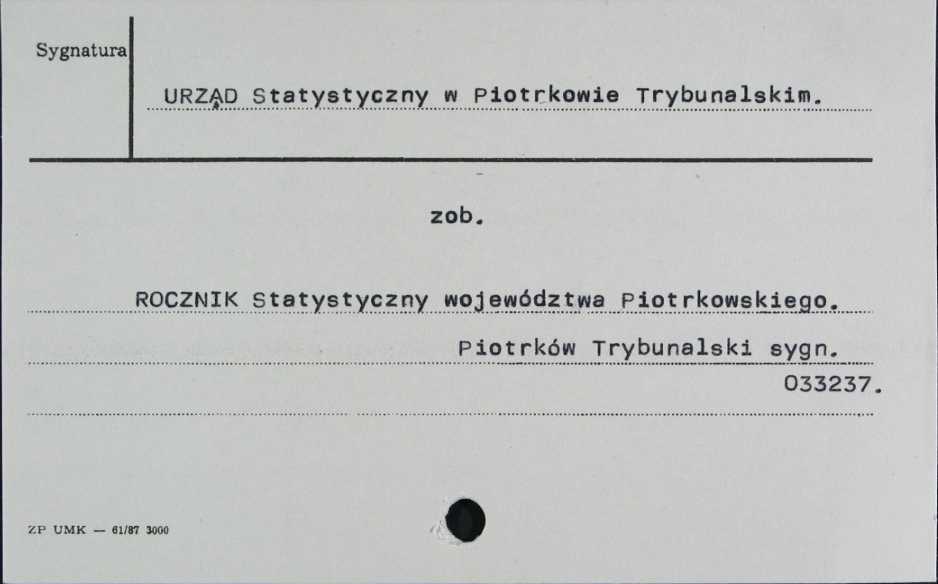 Sygnatura
URZĄD Statystyczny w Piotrkowie Trybunalskim.
zob.
ROCZNIK Statystyczny województwa Piotrkowskiego.
Piotrków Trybunalski sygn.
033237.
ZP UMK — 61/87 3000